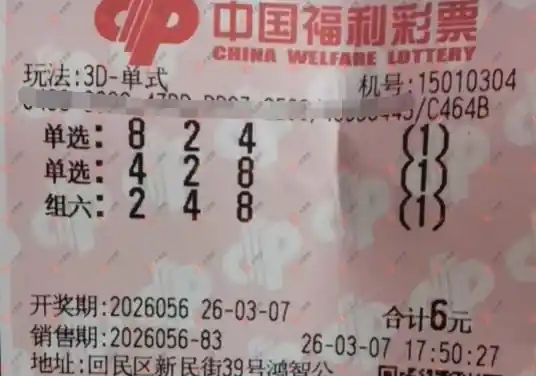 中国福利彩票
CHINA WELFARE LOTTERY
玩法:3D-单式 机号:15010304
/C464B
单选: 8 2 4 (1)
单选: 4 2 8 (1)
组六: 2 4 8 (1)
开奖期:2026056 26-03-07 合计6元
销售期:2026056-83 26-03-07 17:50:27
地址:回民区新民街39号鸿智公